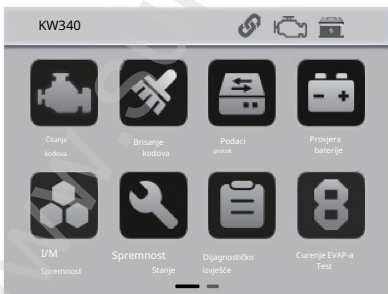 KW340
Čitanje
kodova
Brisanje
kodova
Podaci
protok
Provjera
baterije
I/M
Spremnost
Spremnost
Stanje
Dijagnostičko
izvješće
Curenje EVAP-a
Test